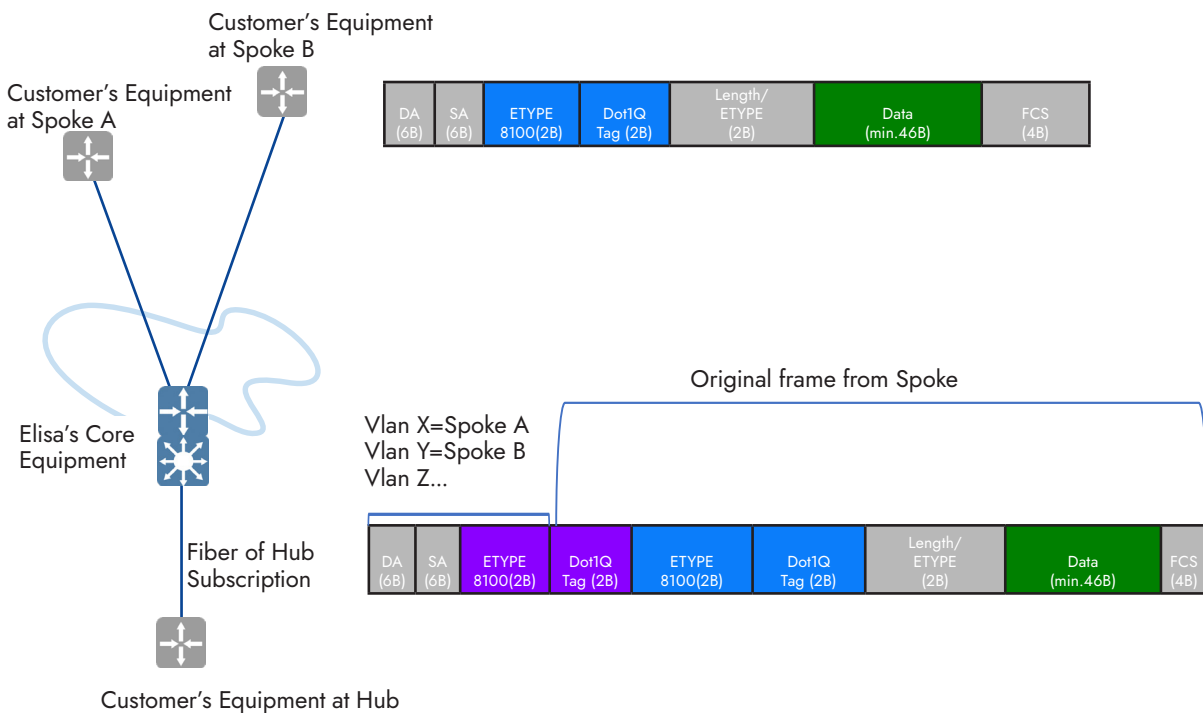 Customer's Equipment
at Spoke B
Customer's Equipment
at Spoke A
DA
(6B)
SA
(6B)
ETYPE
8100(2B)
Dot1Q
Tag (2B)
Length/
ETYPE
(2B)
Data
(min.46B)
FCS
(4B)
Original frame from Spoke
Vlan X=Spoke A
Vlan Y=Spoke B
Vlan Z...
Elisa's Core
Equipment
DA
(6B)
SA
(6B)
ETYPE
8100(2B)
Dot1Q
Tag (2B)
ETYPE
8100(2B)
Dot1Q
Tag (2B)
Length/
ETYPE
(2B)
Data
(min.46B)
FCS
(4B)
Fiber of Hub
Subscription
Customer's Equipment at Hub